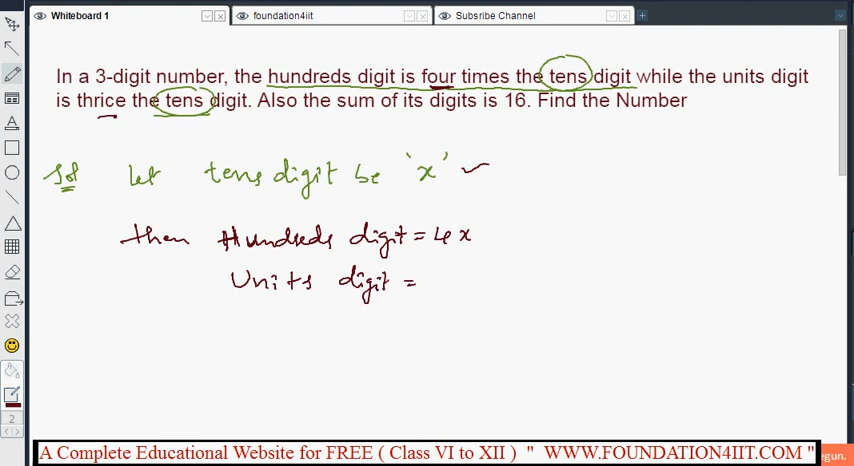 Whiteboard 1
foundation4iit
Subsribe Channel
In a 3-digit number, the hundreds digit is four times the tens digit while the units digit
is thrice the tens digit. Also the sum of its digits is 16. Find the Number
Sol Let tens digit be 'x'
then Hundreds digit = 4x
Units digit =
2
A Complete Educational Website for FREE ( Class VI to XII ) " WWW.FOUNDATION4IIT.COM "
egun.